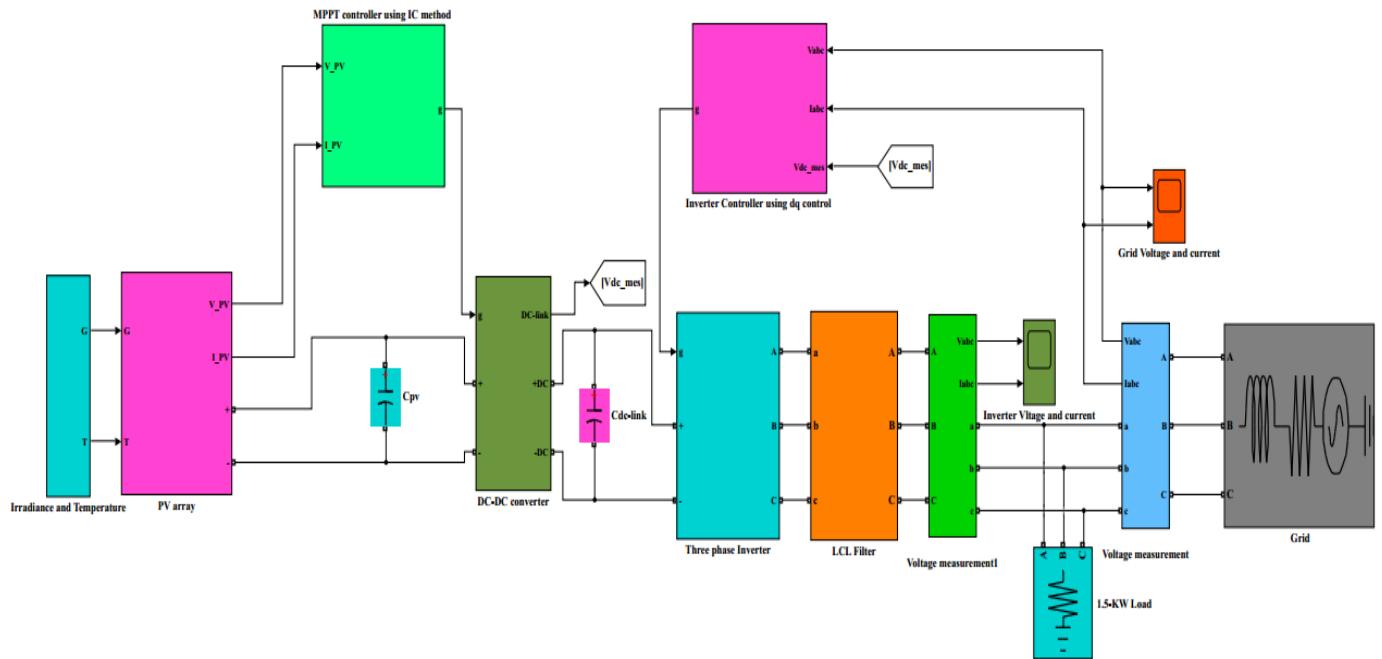 MPPT controller using IC method
V_PV
I_PV
g
Vabc
Iabc
Vdc_mes
g
[Vdc_mes]
Inverter Controller using dq control
Grid Voltage and current
G
T
Irradiance and Temperature
G
T
V_PV
I_PV
+
-
PV array
Cpv
g
+
-
DC-link
+DC
-DC
DC-DC converter
[Vdc_mes]
Cdc-link
g
+
-
A
B
C
Three phase Inverter
a
b
c
A
B
C
LCL Filter
A
B
C
Vabc
Iabc
a
b
c
Voltage measurement1
Inverter Vltage and current
A
B
C
1.5-KW Load
Vabc
Iabc
a
b
c
A
B
C
Voltage measurement
A
B
C
Grid